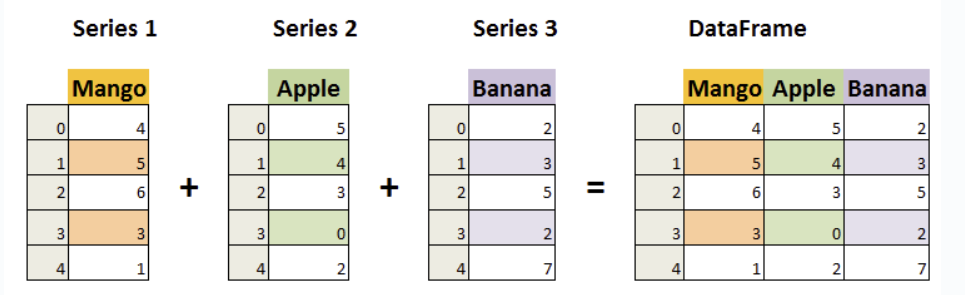 Series 1 Series 2 Series 3 DataFrame
Mango Apple Banana Mango Apple Banana
0 4 0 5 0 2 0 4 5 2
1 5 1 4 1 3 1 5 4 3
2 6 + 2 3 + 2 5 = 2 6 3 5
3 3 3 0 3 2 3 3 0 2
4 1 4 2 4 7 4 1 2 7